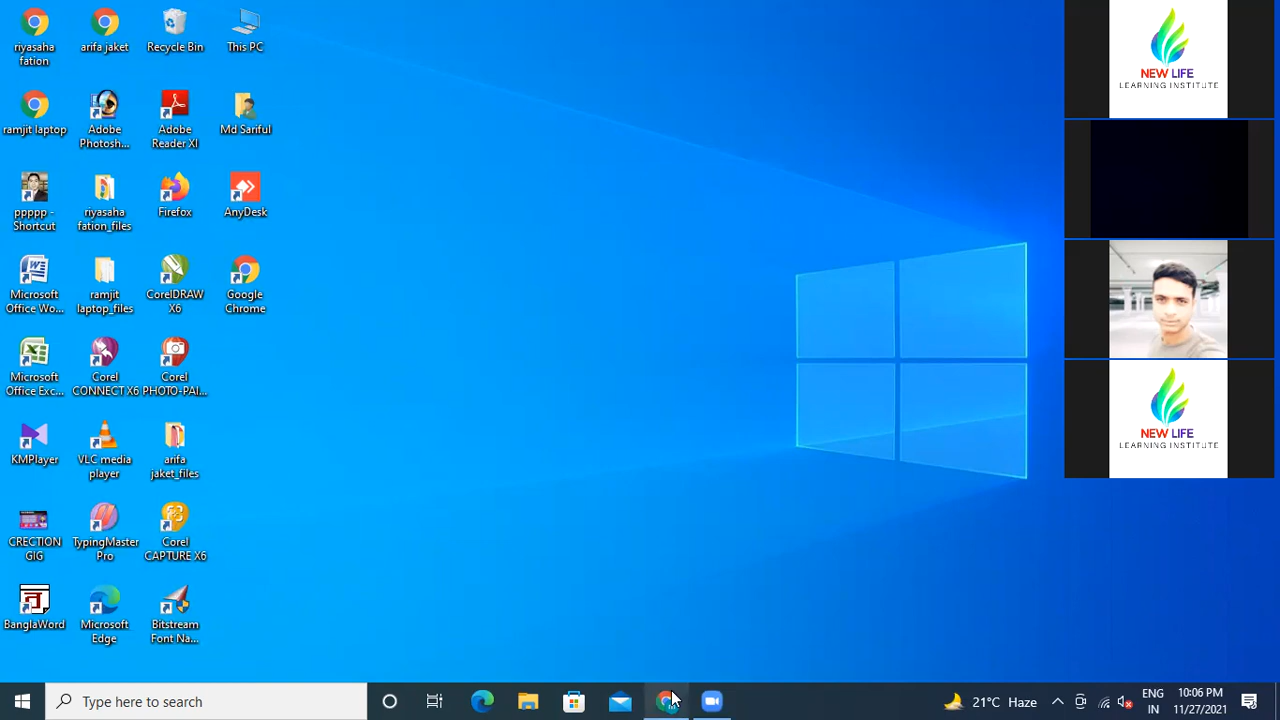 riyasaha
fation
arifa jaket
Recycle Bin
This PC
ramjit laptop
Adobe
Photosh...
Adobe
Reader XI
Md Sariful
ppppp -
Shortcut
riyasaha
fation_files
Firefox
AnyDesk
Microsoft
Office Wo...
ramjit
laptop_files
CorelDRAW
X6
Google
Chrome
Microsoft
Office Exc...
Corel
CONNECT X6
Corel
PHOTO-PAI...
KMPlayer
VLC media
player
arifa
jaket_files
CRECTION
GIG
TypingMaster
Pro
Corel
CAPTURE X6
BanglaWord
Microsoft
Edge
Bitstream
Font Na...
NEW LIFE
LEARNING INSTITUTE
NEW LIFE
LEARNING INSTITUTE
Type here to search
21°C Haze
ENG
IN
10:06 PM
11/27/2021